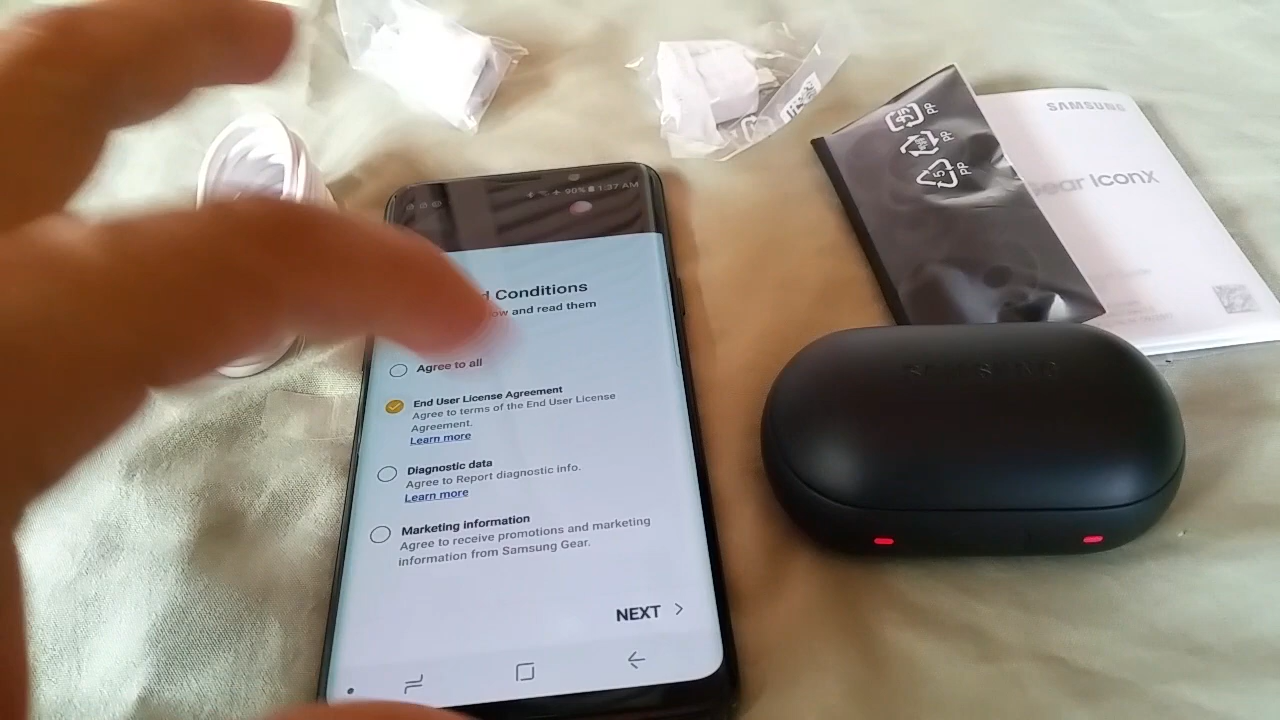 90% 1:37 AM
d Conditions
ow and read them
Agree to all
End User License Agreement
Agree to terms of the End User License
Agreement.
Learn more
Diagnostic data
Agree to Report diagnostic info.
Learn more
Marketing information
Agree to receive promotions and marketing
information from Samsung Gear.
NEXT
SAMSUNG
ear IconX
PP
PP
5
PP
SAMSUNG